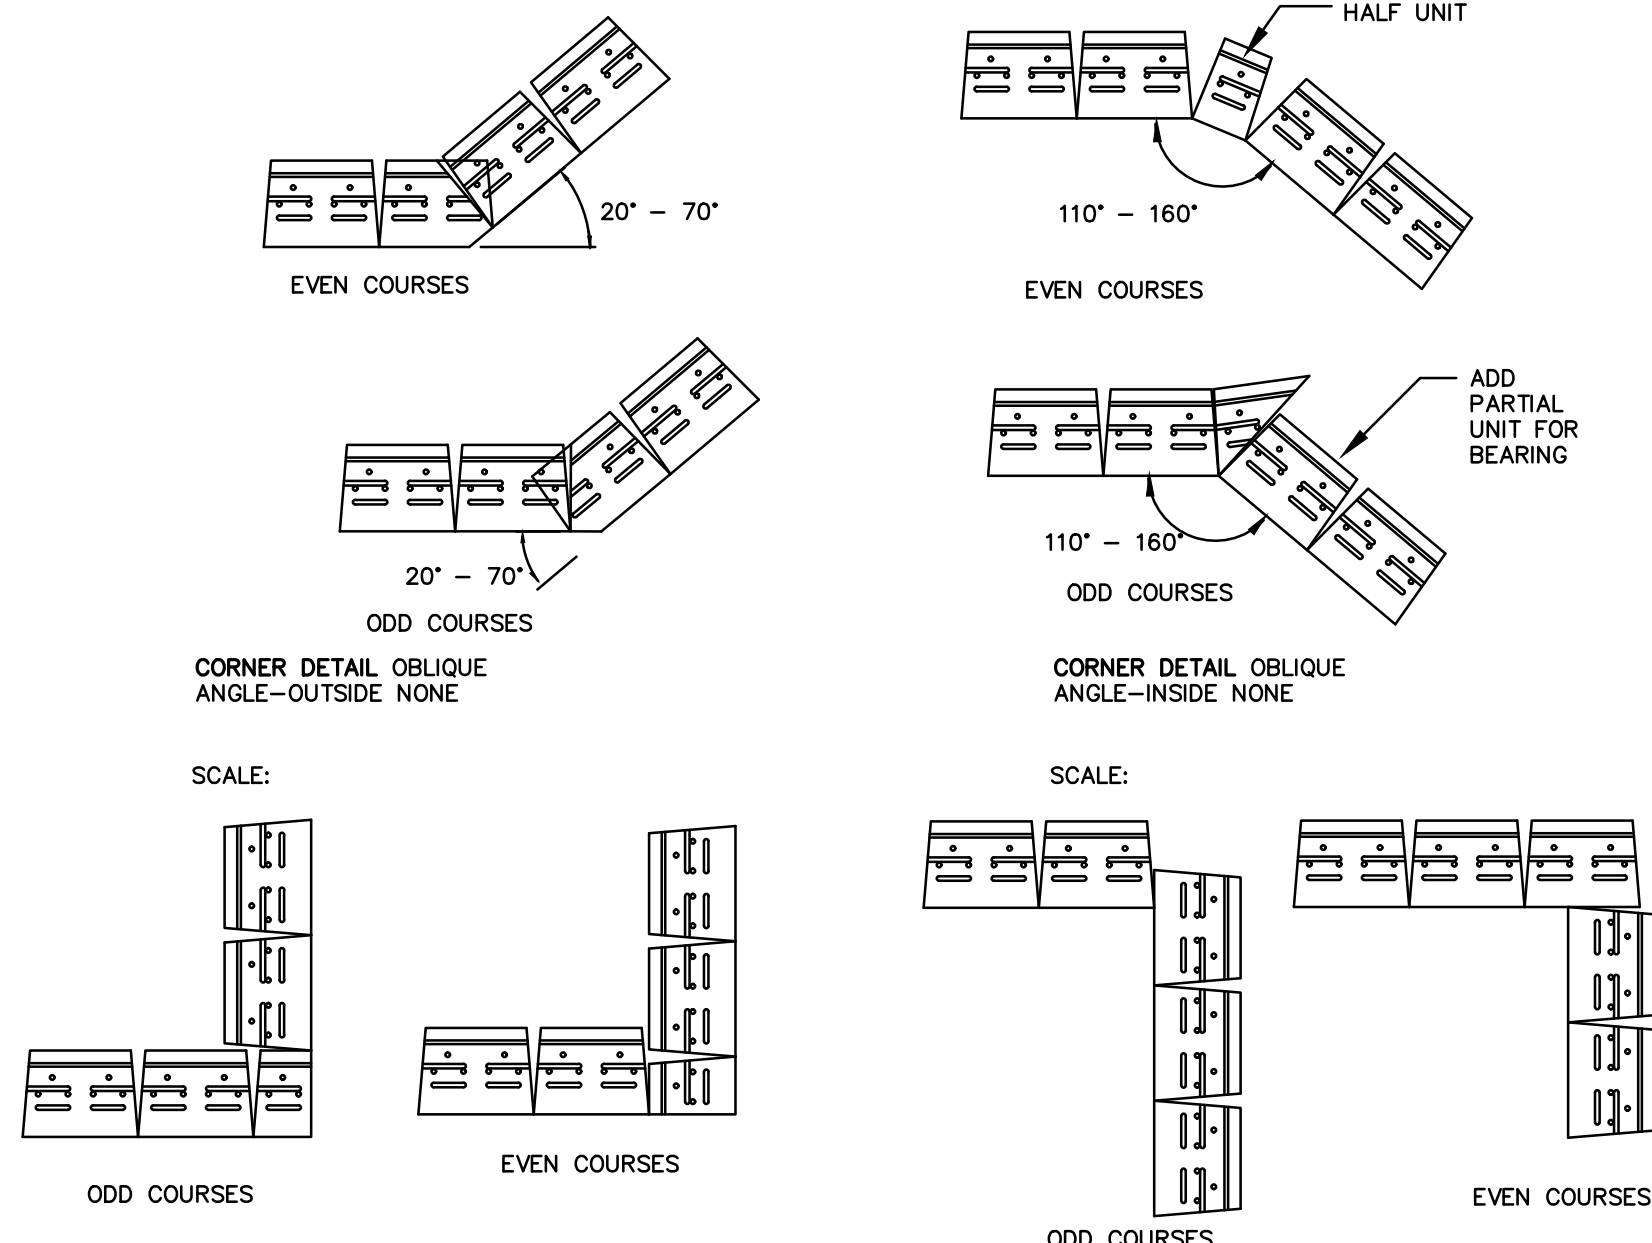 HALF UNIT
20° – 70°
110° – 160°
EVEN COURSES
EVEN COURSES
ADD
PARTIAL
UNIT FOR
BEARING
20° – 70°
110° – 160°
ODD COURSES
ODD COURSES
CORNER DETAIL OBLIQUE
ANGLE–OUTSIDE NONE
CORNER DETAIL OBLIQUE
ANGLE–INSIDE NONE
SCALE:
SCALE:
ODD COURSES
EVEN COURSES
ODD COURSES
EVEN COURSES